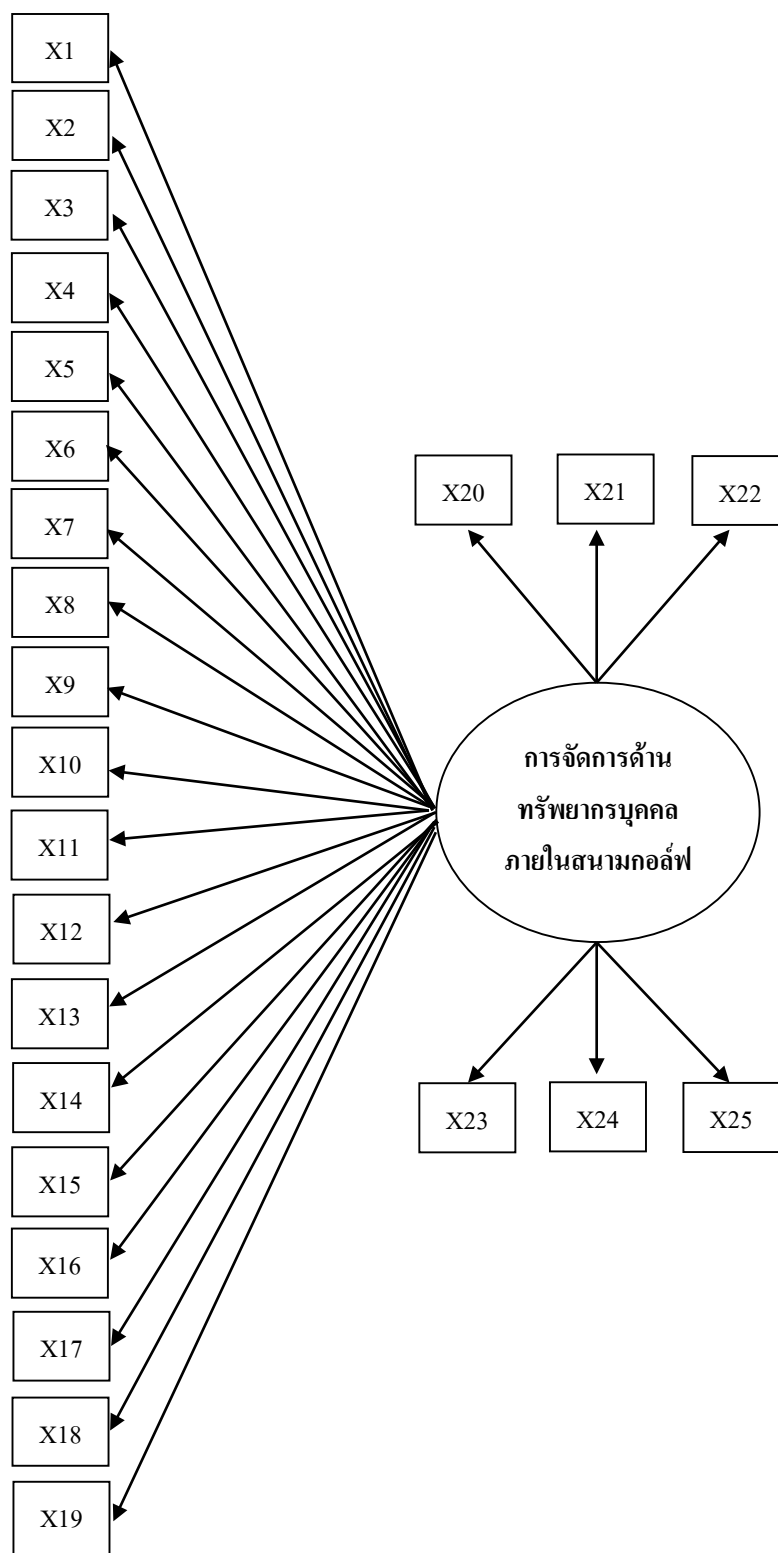 X1
X2
X3
X4
X5
X6
X7
X8
X9
X10
X11
X12
X13
X14
X15
X16
X17
X18
X19
X20 X21 X22
การจัดการด้าน
ทรัพยากรบุคคล
ภายในสนามกอล์ฟ
X23 X24 X25